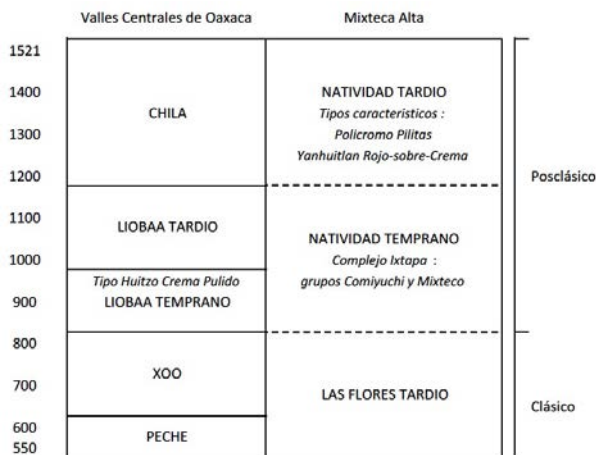 Valles Centrales de Oaxaca
Mixteca Alta
1521
1400
1300
1200
1100
1000
900
800
700
600
550
CHILA
LIOBAA TARDIO
Tipo Huitzo Crema Pulido
LIOBAA TEMPRANO
XOO
PECHE
NATIVIDAD TARDIO
Tipos característicos :
Policromo Pilitas
Yanhuitlan Rojo-sobre-Crema
NATIVIDAD TEMPRANO
Complejo Ixtapa :
grupos Comiyuchi y Mixteco
LAS FLORES TARDIO
Posclásico
Clásico